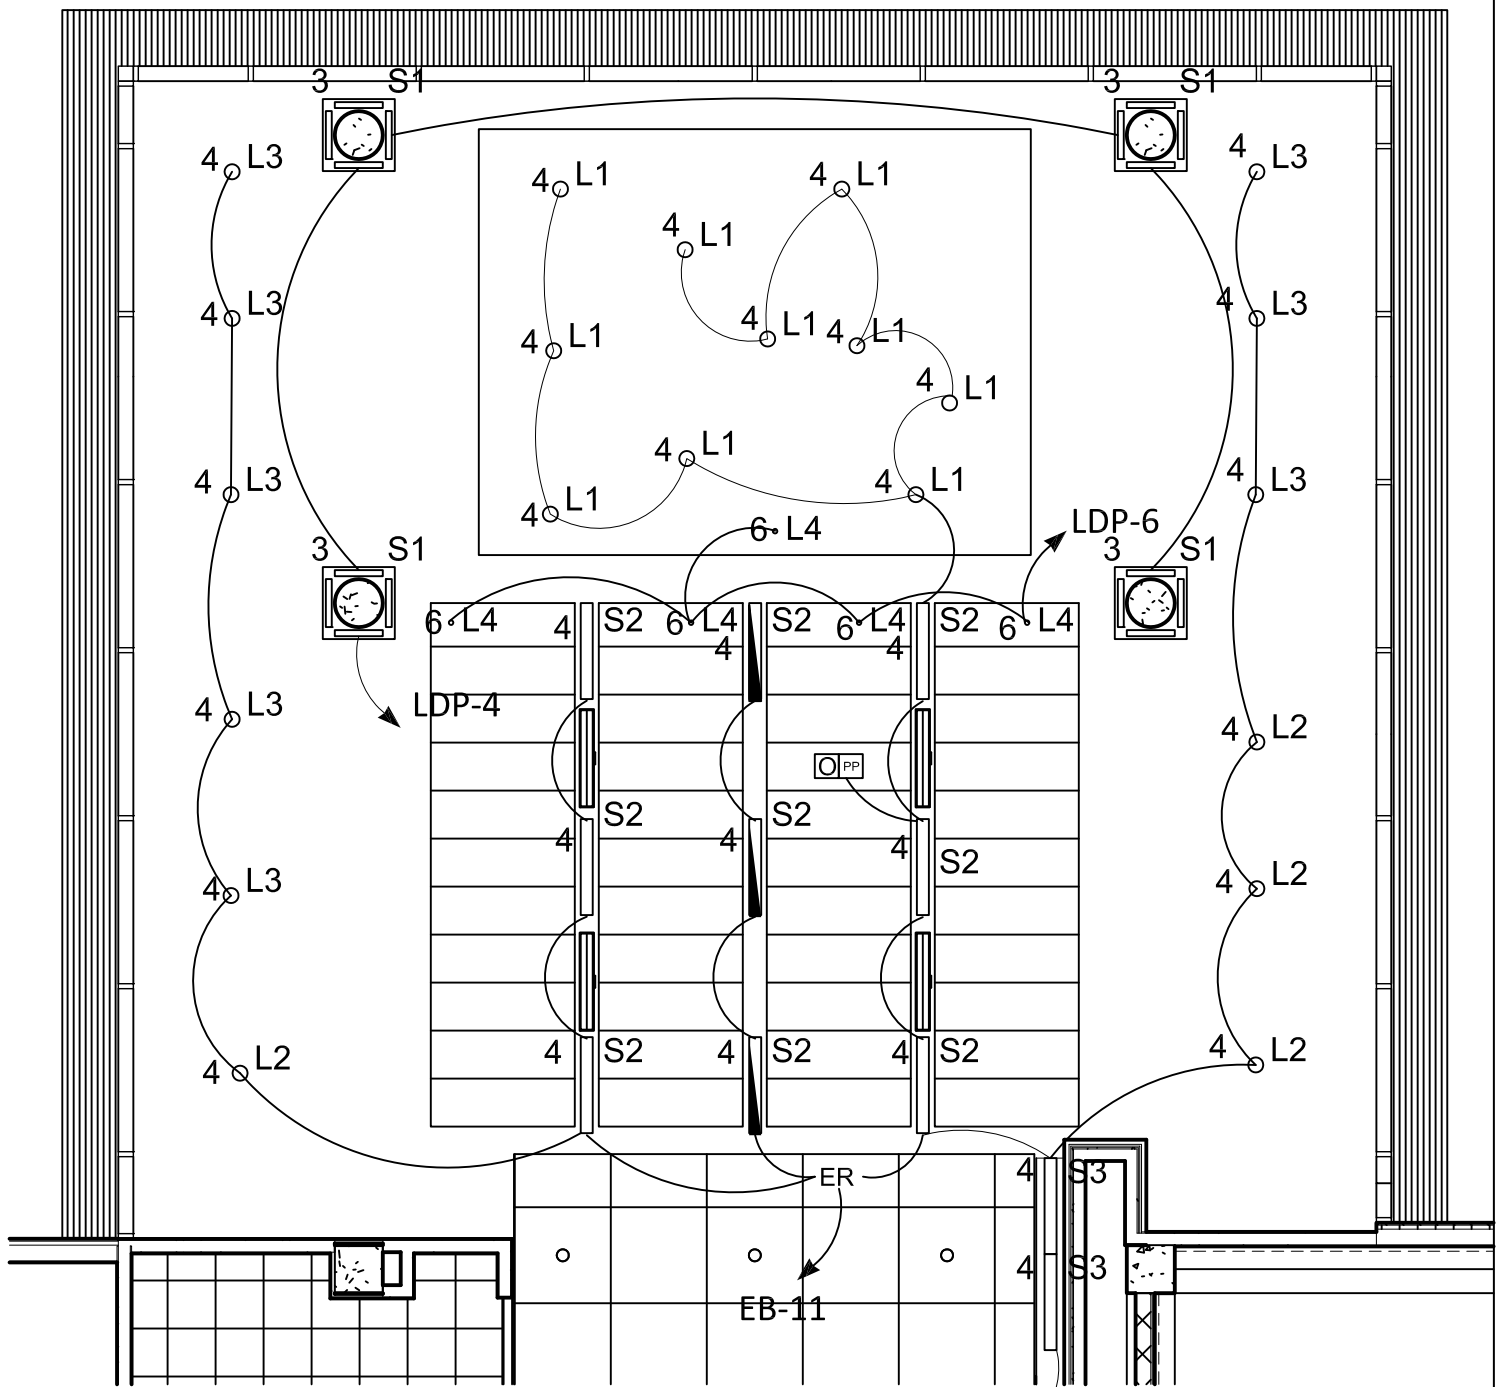 3 S1 3 S1
4 L3 4 L3
4 L1 4 L1
4 L1
4 L3 4 L3
4 L1 4 L1 4 L1
4 L1
4 L1
4 L3 4 L1 4 L3
4 L1
6 L4
LDP-6
3 S1 3 S1
6 L4 4 S2 6 L4 S2 6 L4 S2 6 L4
4 4
4 L3 LDP-4 4 L2
O PP
S2 S2
4 4 4 S2
4 L3 4 L2
4 S2 4 S2 4 S2
4 L2 4 L2
ER
4 S3
4 S3
EB-11